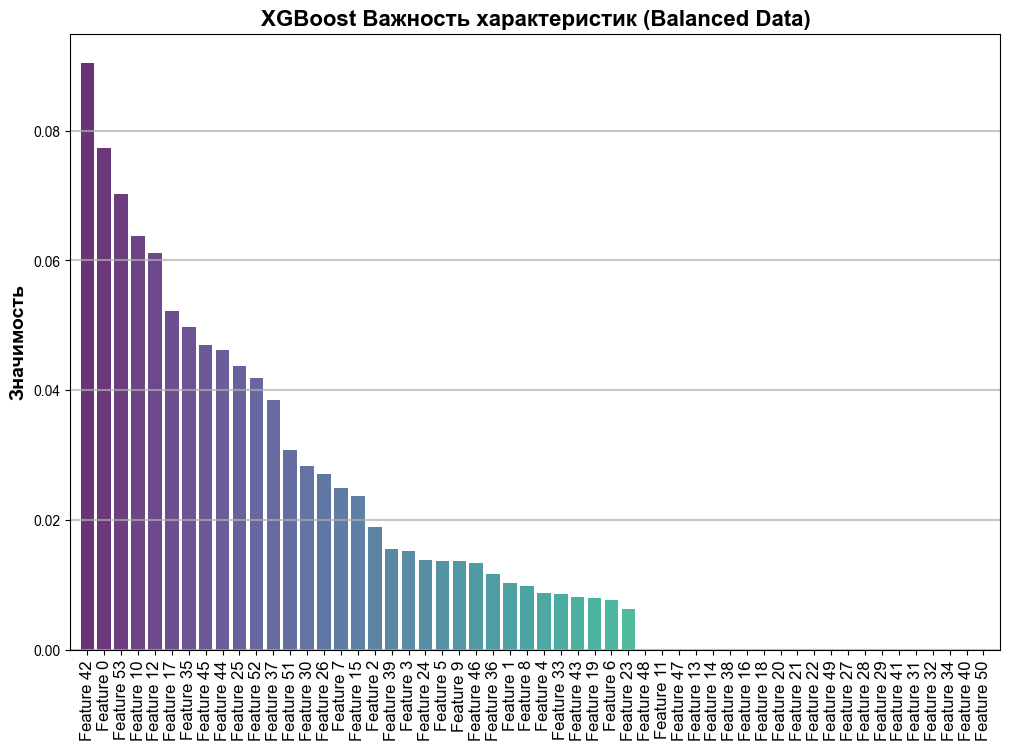 XGBoost Важность характеристик (Balanced Data)
Значимость
0.08
0.06
0.04
0.02
0.00
Feature 42
Feature 0
Feature 53
Feature 10
Feature 12
Feature 17
Feature 35
Feature 45
Feature 44
Feature 25
Feature 52
Feature 37
Feature 51
Feature 30
Feature 26
Feature 7
Feature 15
Feature 2
Feature 39
Feature 3
Feature 24
Feature 5
Feature 9
Feature 46
Feature 36
Feature 1
Feature 8
Feature 4
Feature 33
Feature 43
Feature 19
Feature 6
Feature 23
Feature 48
Feature 11
Feature 47
Feature 13
Feature 14
Feature 38
Feature 16
Feature 18
Feature 20
Feature 21
Feature 22
Feature 49
Feature 27
Feature 28
Feature 29
Feature 41
Feature 31
Feature 32
Feature 34
Feature 40
Feature 50